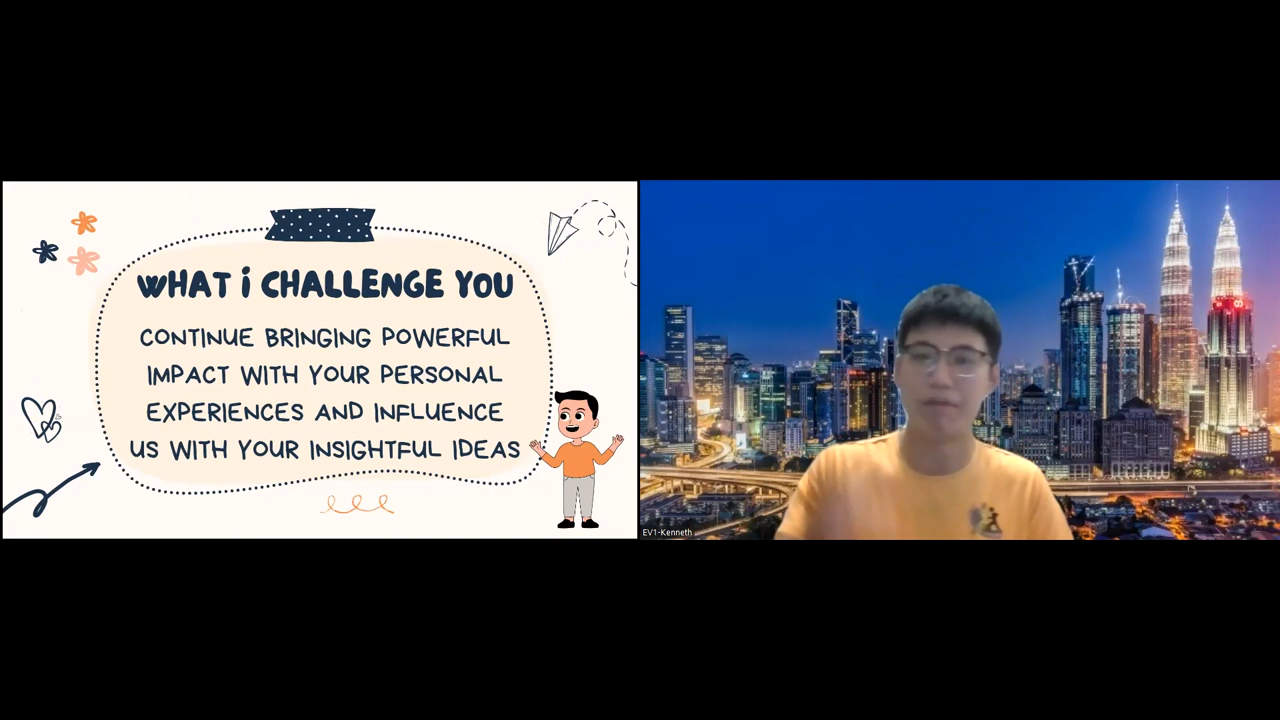 WHAT i CHALLENGE YOU
CONTINUE BRINGING POWERFUL
IMPACT WITH YOUR PERSONAL
EXPERIENCES AND INFLUENCE
US WITH YOUR INSIGHTFUL IDEAS
EV1-Kenneth